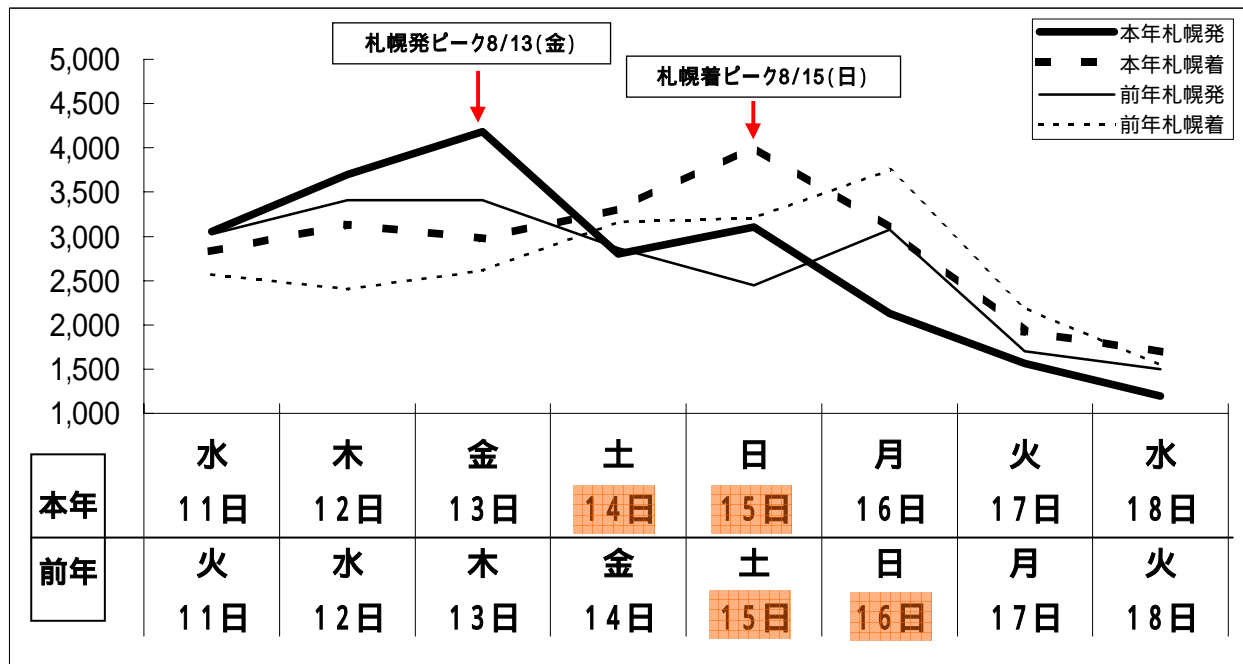 札幌発ピーク8/13(金)
札幌着ピーク8/15(日)
本年札幌発
本年札幌着
前年札幌発
前年札幌着
5,000
4,500
4,000
3,500
3,000
2,500
2,000
1,500
1,000
水 木 金 土 日 月 火 水
本年 11日 12日 13日 14日 15日 16日 17日 18日
前年 火 水 木 金 土 日 月 火
11日 12日 13日 14日 15日 16日 17日 18日